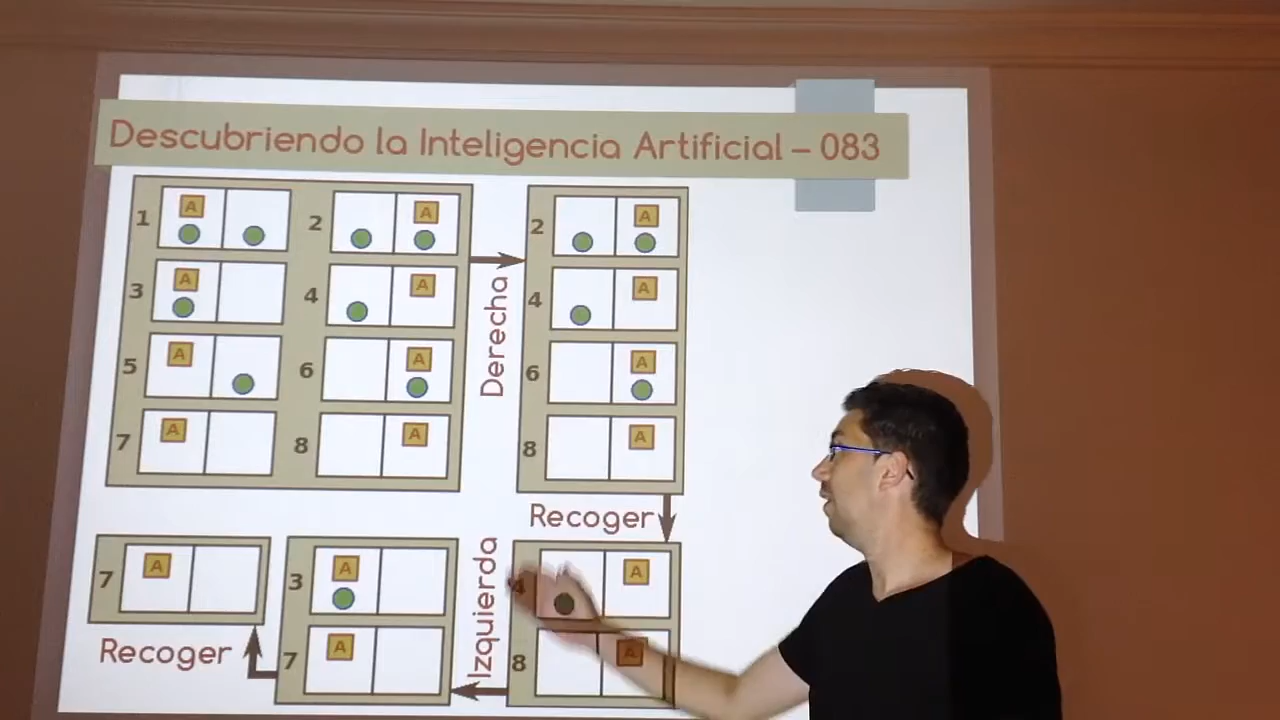 Descubriendo la Inteligencia Artificial – 083
1 A 2 A
3 A 4 A
5 A 6 A
7 A 8 A
Derecha
2 A
4 A
6 A
8 A
Recoger
4 A
8 A
Izquierda
3 A
7 A
Recoger
7 A